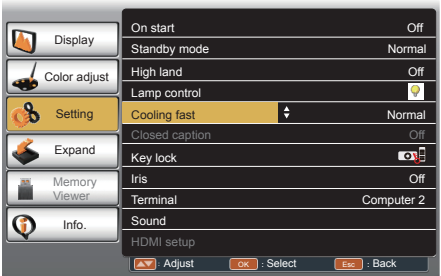 Display
Color adjust
Setting
Expand
Memory
Viewer
Info.
On start Off
Standby mode Normal
High land Off
Lamp control
Cooling fast Normal
Closed caption Off
Key lock
Iris Off
Terminal Computer 2
Sound
HDMI setup
: Adjust OK : Select Esc : Back